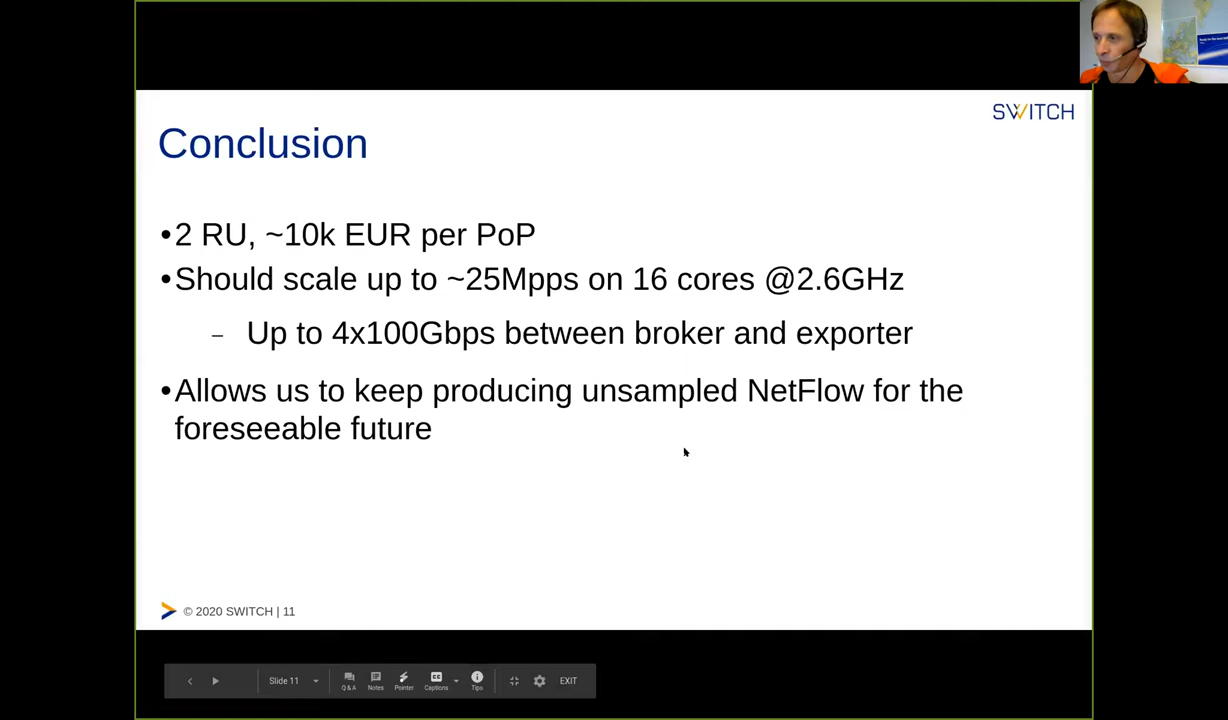 SWITCH
Conclusion
•2 RU, ~10k EUR per PoP
•Should scale up to ~25Mpps on 16 cores @2.6GHz
– Up to 4x100Gbps between broker and exporter
•Allows us to keep producing unsampled NetFlow for the
foreseeable future
© 2020 SWITCH | 11
Slide 11
Q & A
Notes
Pointer
CC
Captions
Tips
EXIT